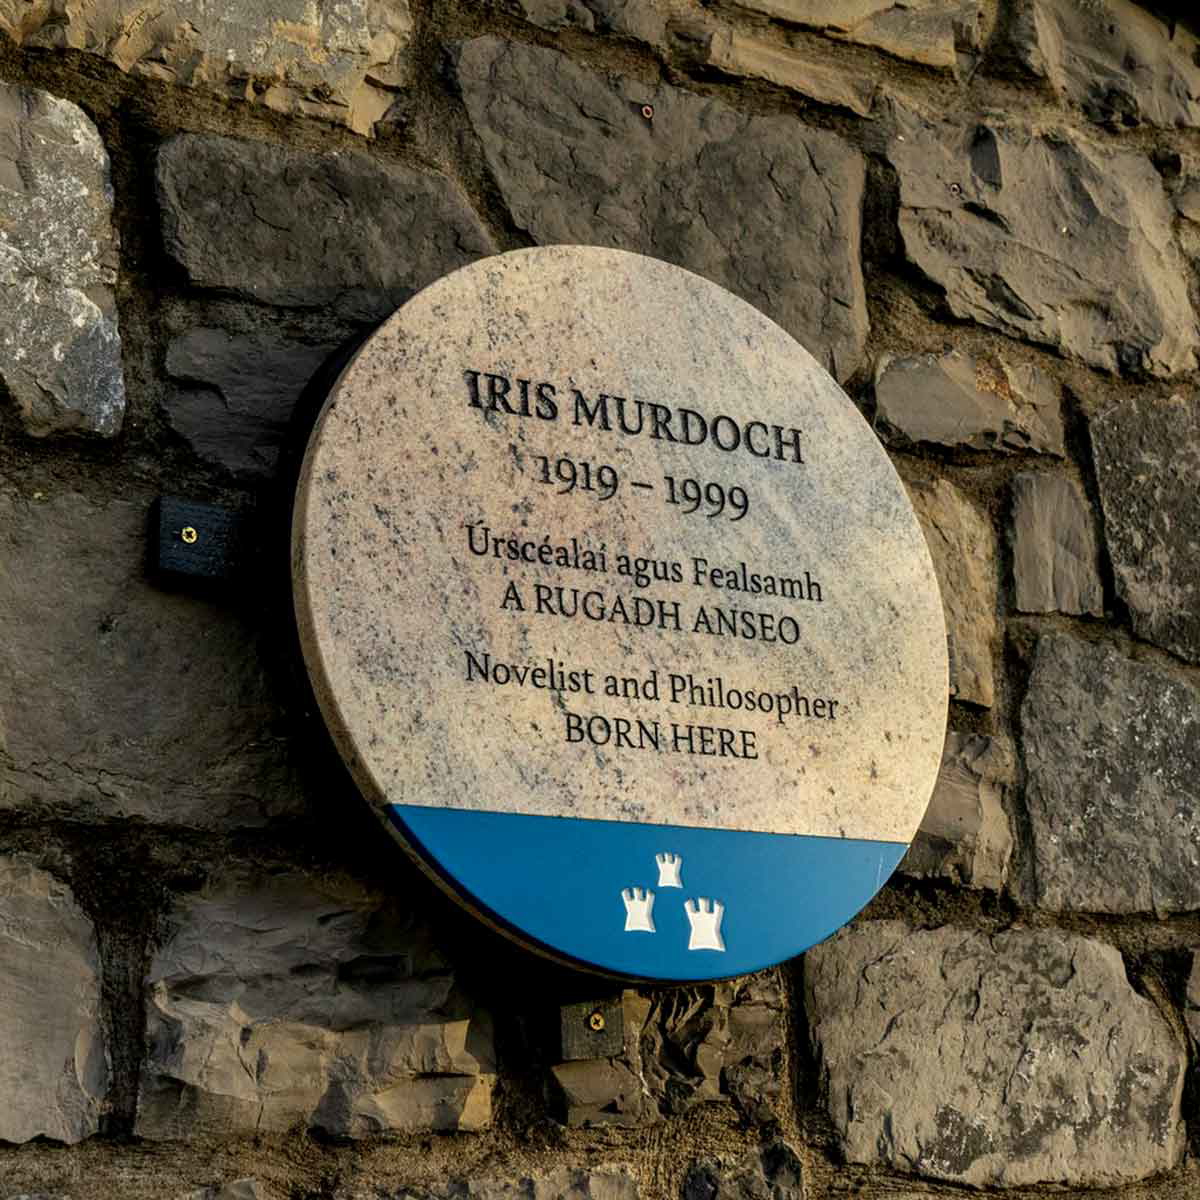 IRIS MURDOCH
1919 – 1999
Úrscéalaí agus Fealsamh
A RUGADH ANSEO
Novelist and Philosopher
BORN HERE